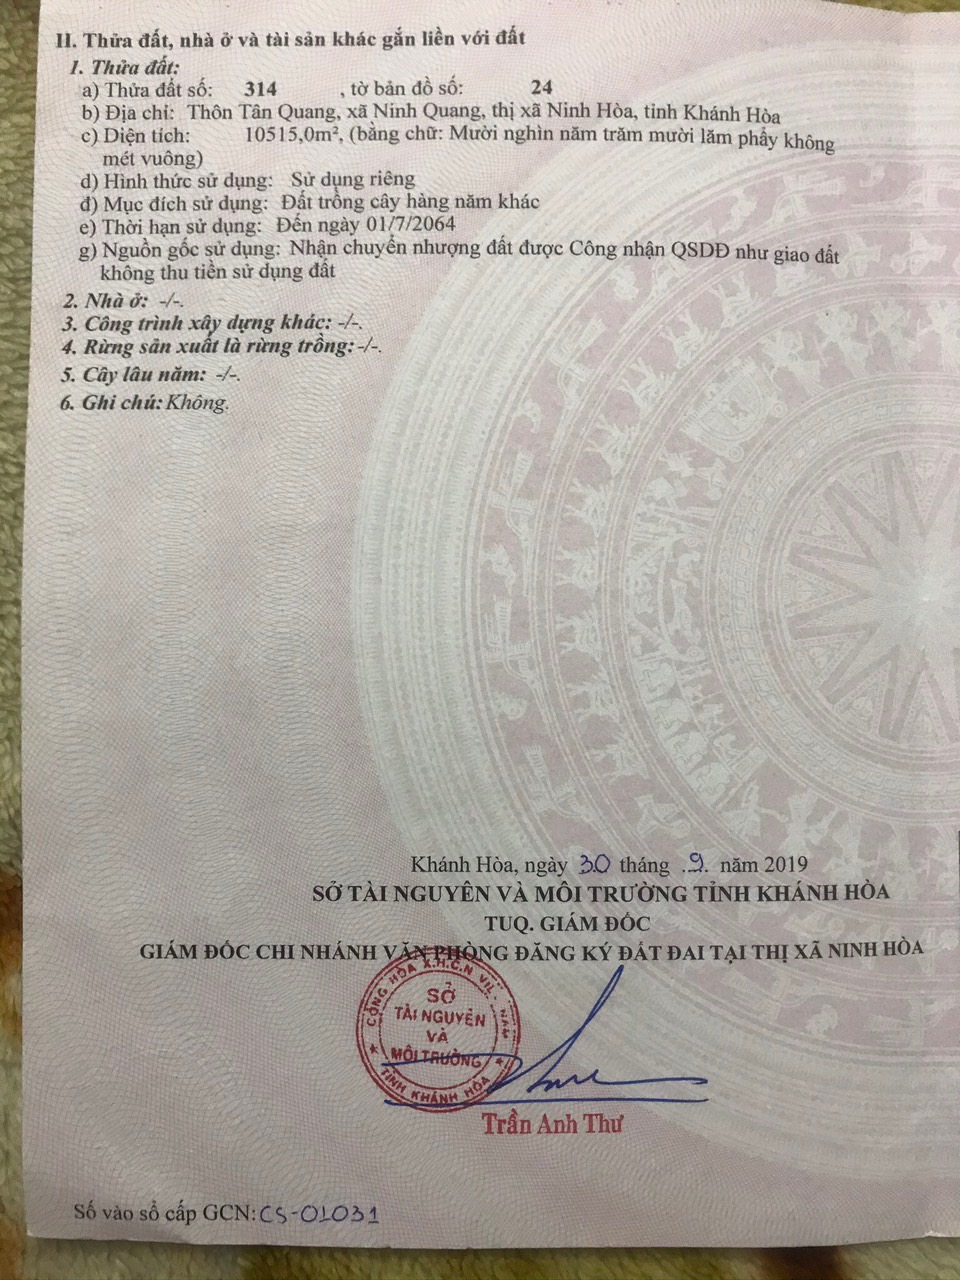 II. Thửa đất, nhà ở và tài sản khác gắn liền với đất
1. Thửa đất:
a) Thửa đất số: 314 , tờ bản đồ số: 24
b) Địa chỉ: Thôn Tân Quang, xã Ninh Quang, thị xã Ninh Hòa, tỉnh Khánh Hòa
c) Diện tích: 10515,0m², (bằng chữ: Mười nghìn năm trăm mười lăm phẩy không
mét vuông)
d) Hình thức sử dụng: Sử dụng riêng
đ) Mục đích sử dụng: Đất trồng cây hàng năm khác
e) Thời hạn sử dụng: Đến ngày 01/7/2064
g) Nguồn gốc sử dụng: Nhận chuyển nhượng đất được Công nhận QSDĐ như giao đất
không thu tiền sử dụng đất
2. Nhà ở: -/-.
3. Công trình xây dựng khác: -/-.
4. Rừng sản xuất là rừng trồng: -/-.
5. Cây lâu năm: -/-.
6. Ghi chú: Không.
Khánh Hòa, ngày 30 tháng .9. năm 2019
SỞ TÀI NGUYÊN VÀ MÔI TRƯỜNG TỈNH KHÁNH HÒA
TUQ. GIÁM ĐỐC
GIÁM ĐỐC CHI NHÁNH VĂN PHÒNG ĐĂNG KÝ ĐẤT ĐAI TẠI THỊ XÃ NINH HÒA
CỘNG HÒA X.H.C.N VIỆT NAM
SỞ
TÀI NGUYÊN
VÀ
MÔI TRƯỜNG
TỈNH KHÁNH HÒA
Trần Anh Thư
Số vào sổ cấp GCN: CS-01031